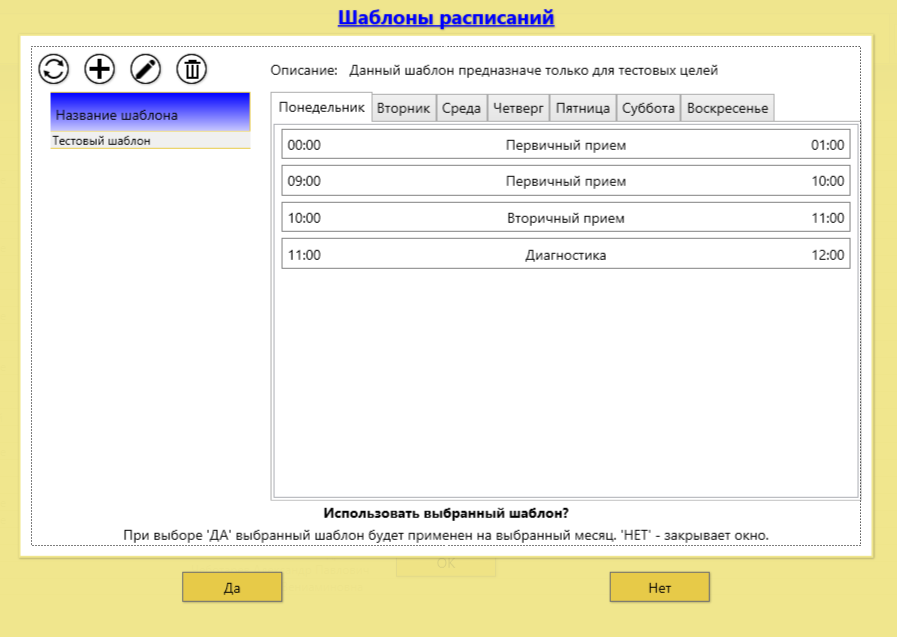 Шаблоны расписаний
Описание: Данный шаблон предназначе только для тестовых целей
Название шаблона
Тестовый шаблон
Понедельник Вторник Среда Четверг Пятница Суббота Воскресенье
00:00 Первичный прием 01:00
09:00 Первичный прием 10:00
10:00 Вторичный прием 11:00
11:00 Диагностика 12:00
Использовать выбранный шаблон?
При выборе 'ДА' выбранный шаблон будет применен на выбранный месяц. 'НЕТ' - закрывает окно.
OK
Да Нет